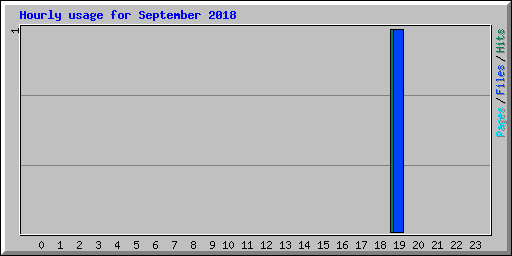 Hourly usage for September 2018
1
Pages/Files/Hits
0 1 2 3 4 5 6 7 8 9 10 11 12 13 14 15 16 17 18 19 20 21 22 23